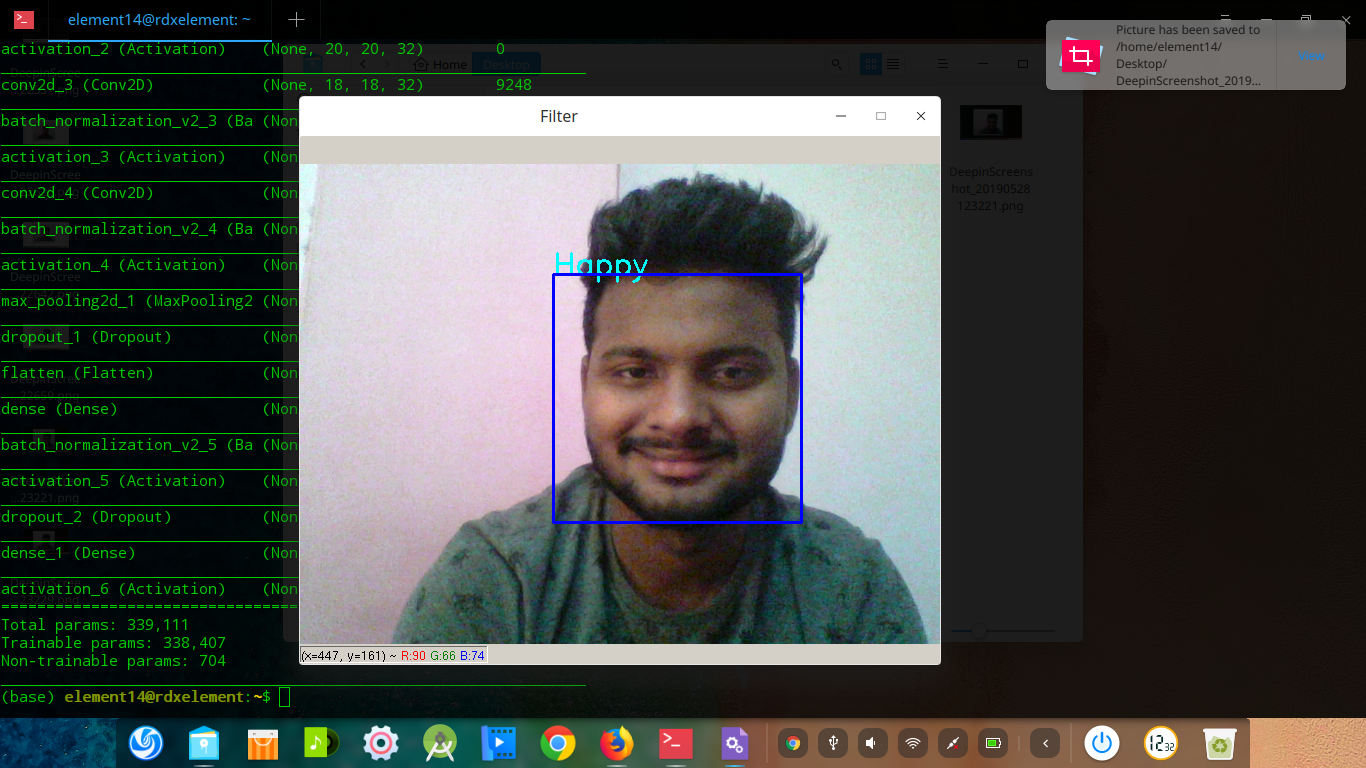 element14@rdxelement: ~
Picture has been saved to
/home/element14/
Desktop/
DeepinScreenshot_2019...
view
activation_2 (Activation) (None, 20, 20, 32) 0
Home Desktop
conv2d_3 (Conv2D) (None, 18, 18, 32) 9248
batch_normalization_v2_3 (Ba (Non
activation_3 (Activation) (Non
conv2d_4 (Conv2D) (Non
batch_normalization_v2_4 (Ba (Non
activation_4 (Activation) (Non
max_pooling2d_1 (MaxPooling2 (Non
dropout_1 (Dropout) (Non
flatten (Flatten) (Non
dense (Dense) (Non
batch_normalization_v2_5 (Ba (Non
activation_5 (Activation) (Non
dropout_2 (Dropout) (Non
dense_1 (Dense) (Non
activation_6 (Activation) (Non
Total params: 339,111
Trainable params: 338,407
Non-trainable params: 704
(base) element14@rdxelement:~$
Filter
Happy
(x=447, y=161) ~ R:90 G:66 B:74
DeepinScreens
hot_20190528
123221.png
12 32